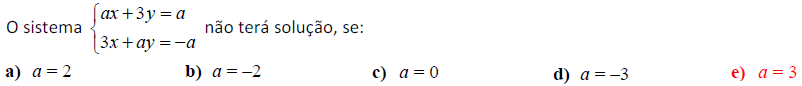 O sistema { ax + 3y = a
3x + ay = –a não terá solução, se:
a) a = 2 b) a = –2 c) a = 0 d) a = –3 e) a = 3